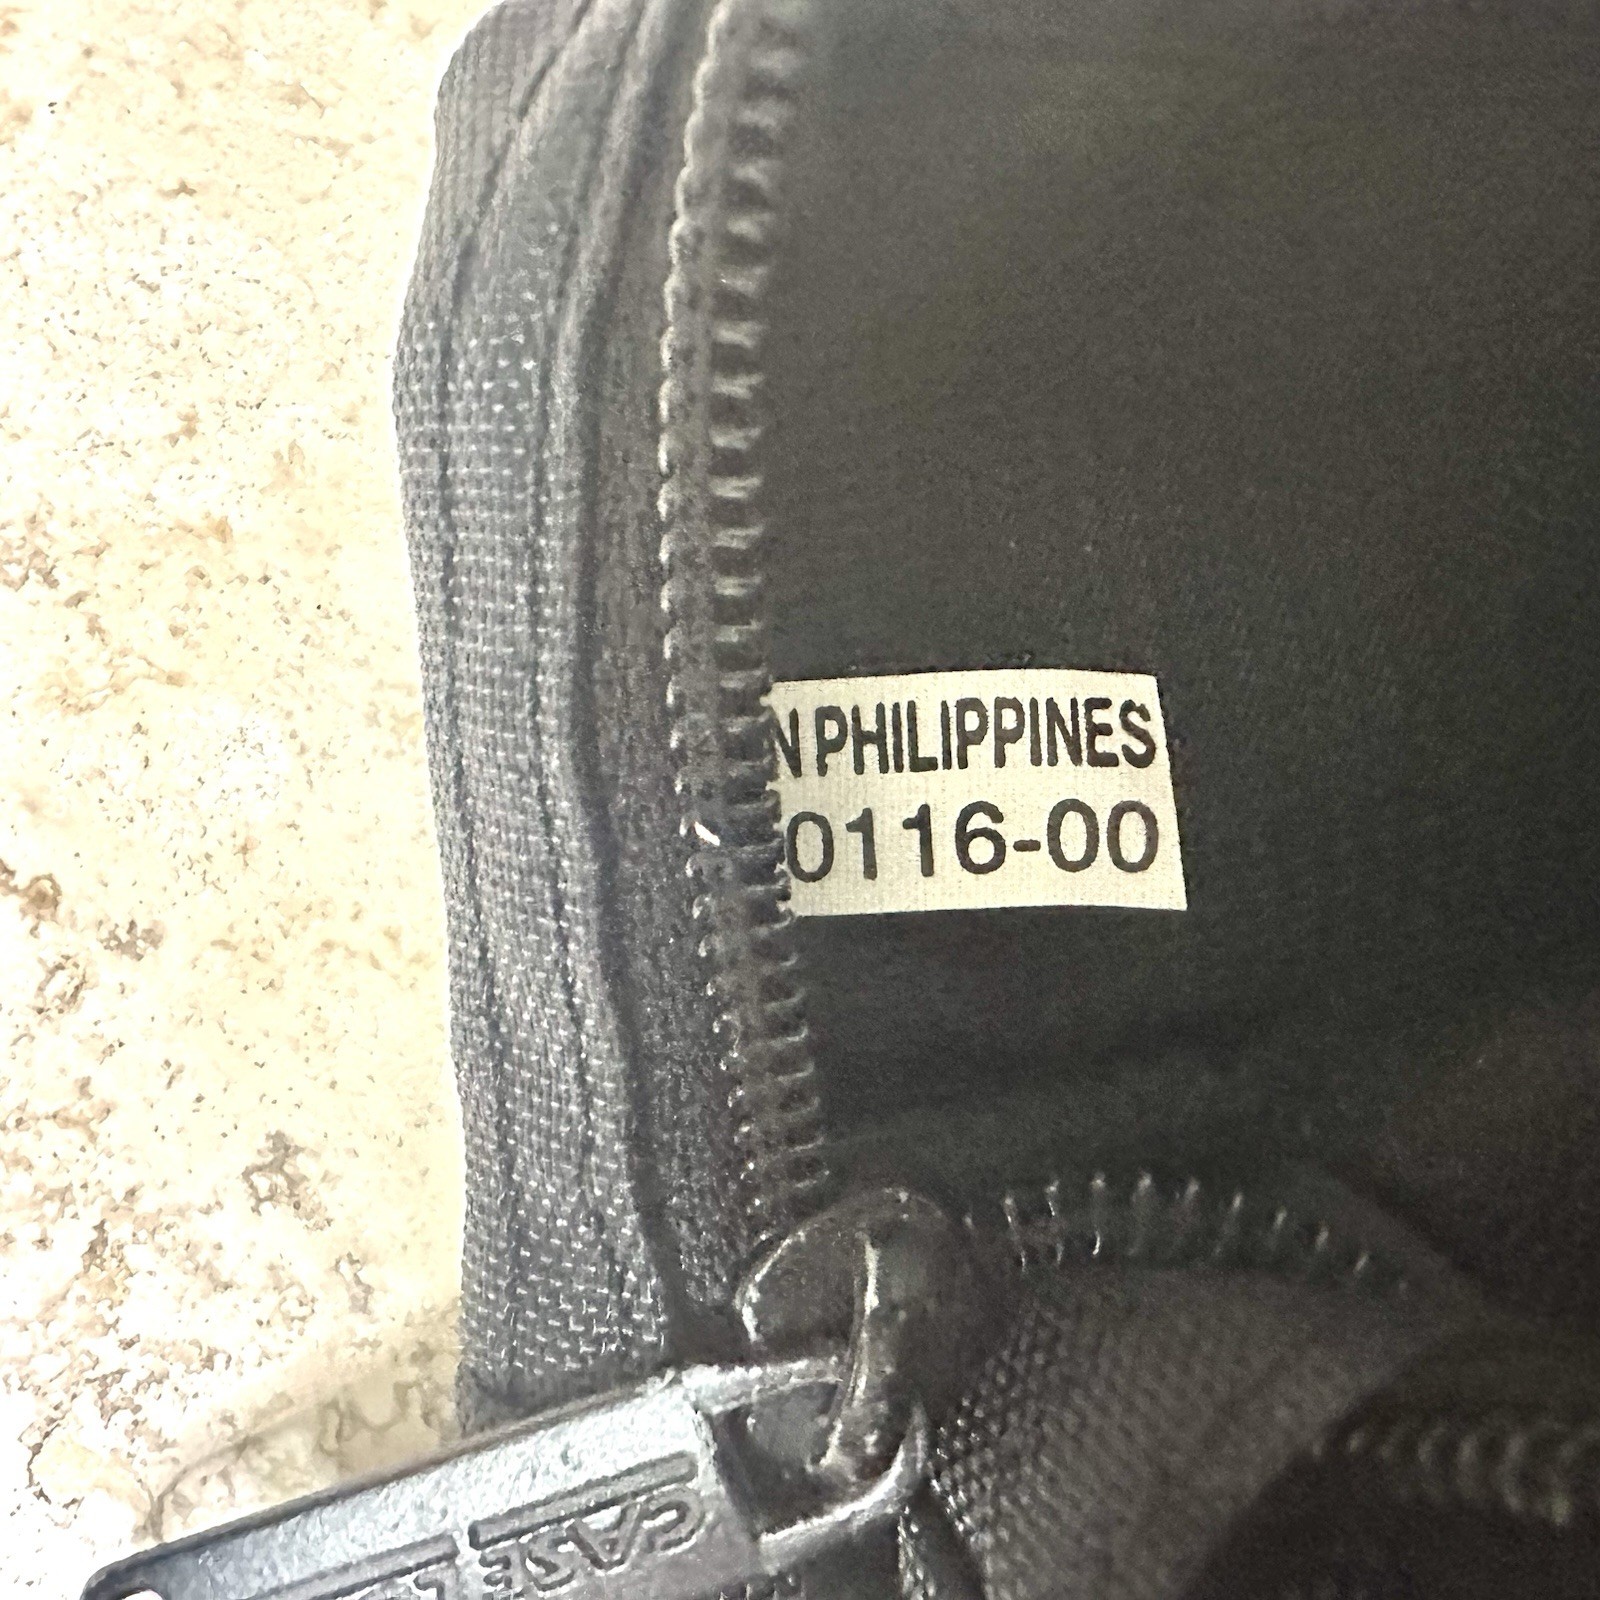 N PHILIPPINES
0116-00
CASE L